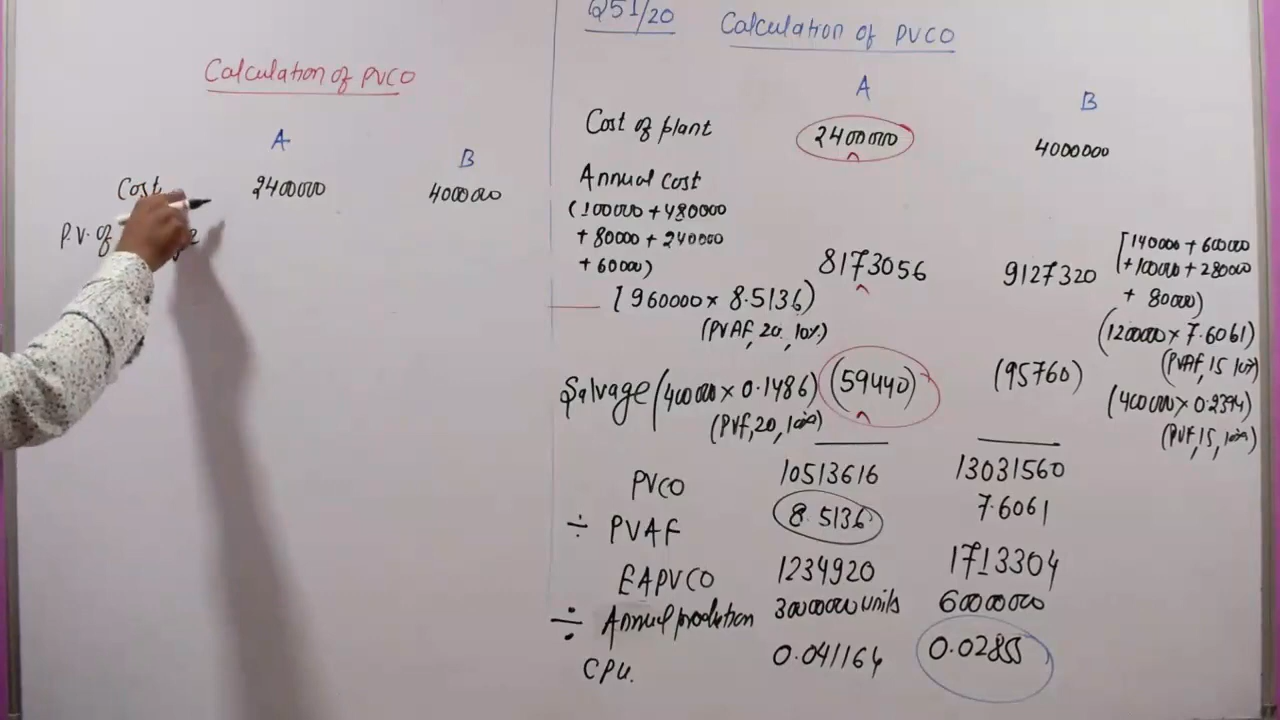 Calculation of PVCO
A
B
Cost 2400000 4000000
P.V. of
Q51/20 Calculation of PVCO
A
B
Cost of plant 2400000 4000000
Annual cost
(100000 + 480000
+ 80000 + 240000
+ 60000) 8173056 9127320
[960000 x 8.5136)
(PVAF, 20, 10%)
[140000 + 600000
+100000 + 280000
+ 80000)
(1200000 x 7.6061)
(PVAF, 15 10%)
Salvage (400000 x 0.1486) (59440) (95760) (400000 x 0.2394)
(PVf, 20, 10%) (PVF, 15, 10%)
PVCO 10513616 13031560
÷ PVAF 8.5136 7.6061
EAPVCO 1234920 1713304
÷ Annual production 30000000 units 60000000
CPU. 0.041164 0.02855